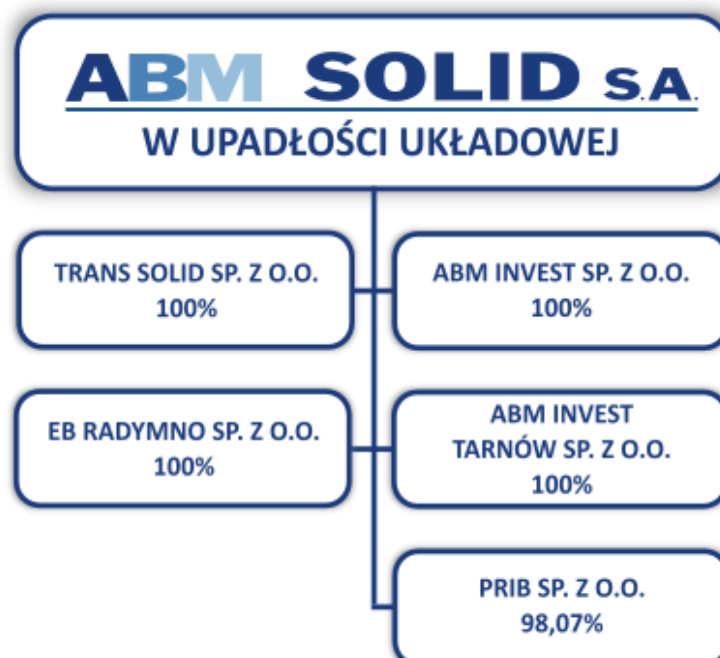 ABM SOLID S.A.
W UPADŁOŚCI UKŁADOWEJ
TRANS SOLID SP. Z O.O.
100%
ABM INVEST SP. Z O.O.
100%
EB RADYMNO SP. Z O.O.
100%
ABM INVEST
TARNÓW SP. Z O.O.
100%
PRIB SP. Z O.O.
98,07%